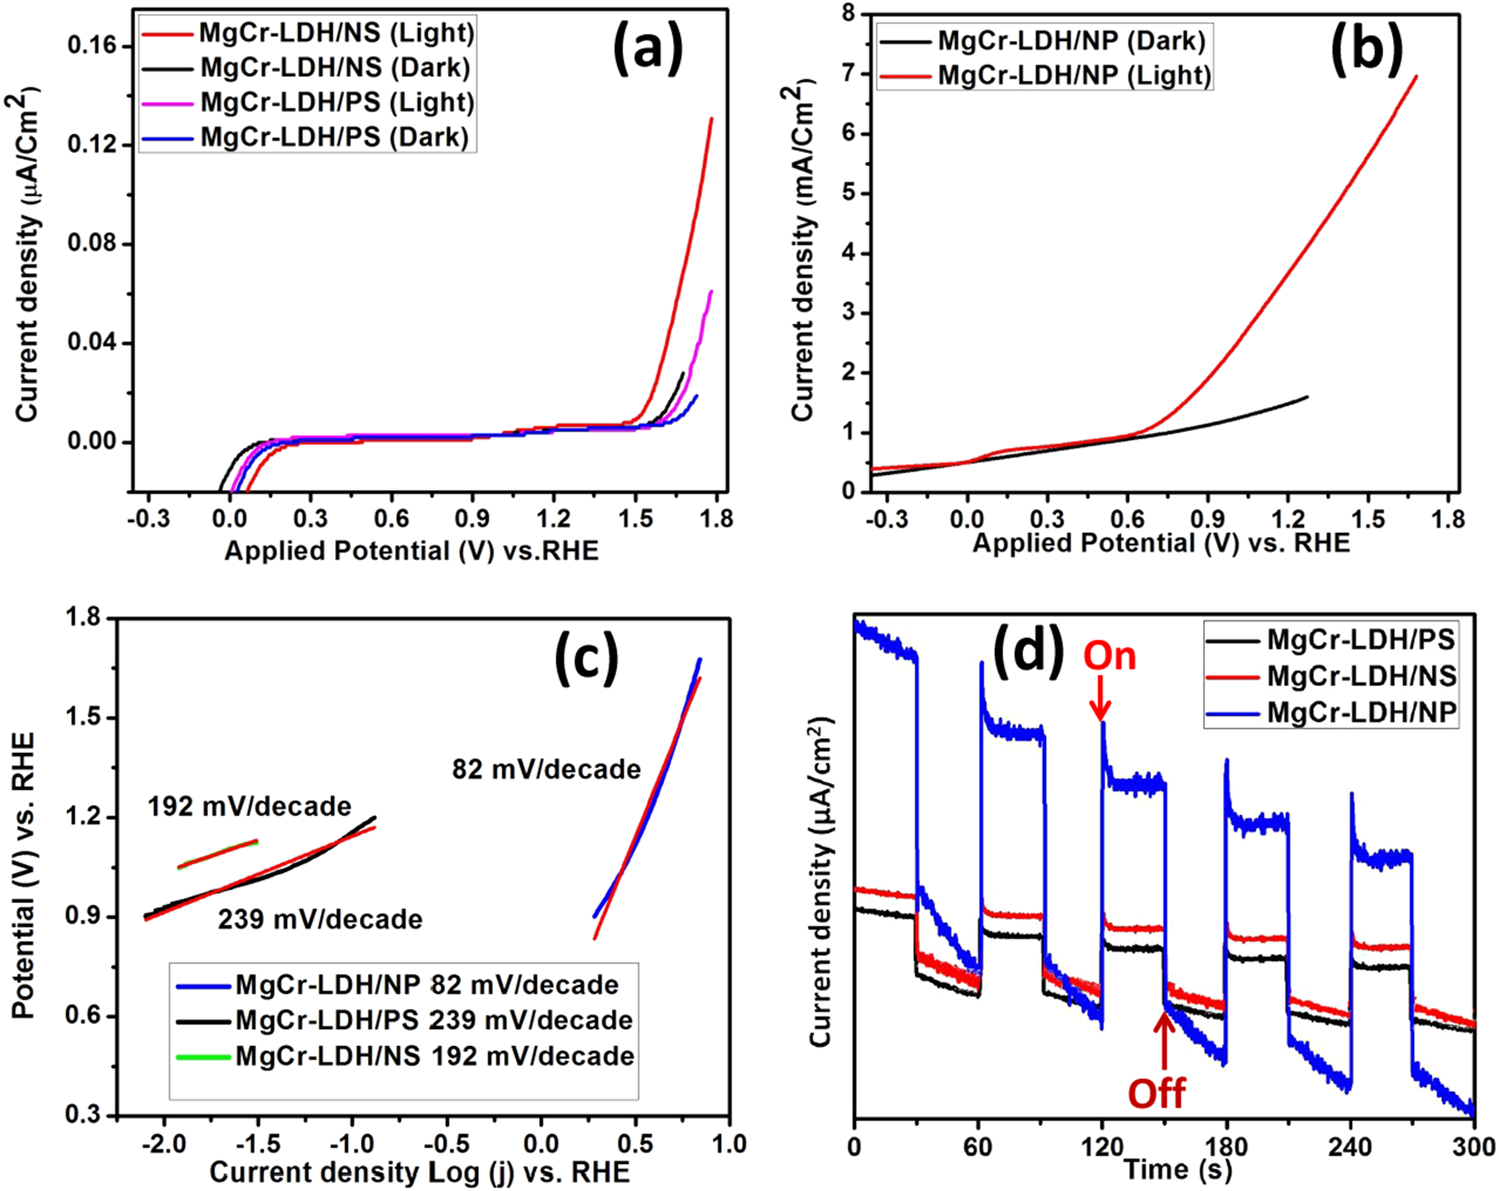 MgCr-LDH/NS (Light)
MgCr-LDH/NS (Dark)
MgCr-LDH/PS (Light)
MgCr-LDH/PS (Dark)
(a)
Current density (μA/Cm2)
0.16
0.12
0.08
0.04
0.00
-0.3 0.0 0.3 0.6 0.9 1.2 1.5 1.8
Applied Potential (V) vs.RHE
MgCr-LDH/NP (Dark)
MgCr-LDH/NP (Light)
(b)
Current density (mA/Cm2)
8
7
6
5
4
3
2
1
0
-0.3 0.0 0.3 0.6 0.9 1.2 1.5 1.8
Applied Potential (V) vs. RHE
(c)
Potential (V) vs. RHE
1.8
1.5
1.2
0.9
0.6
0.3
82 mV/decade
192 mV/decade
239 mV/decade
MgCr-LDH/NP 82 mV/decade
MgCr-LDH/PS 239 mV/decade
MgCr-LDH/NS 192 mV/decade
-2.0 -1.5 -1.0 -0.5 0.0 0.5 1.0
Current density Log (j) vs. RHE
(d)
On
MgCr-LDH/PS
MgCr-LDH/NS
MgCr-LDH/NP
Current density (μA/cm2)
Off
0 60 120 180 240 300
Time (s)